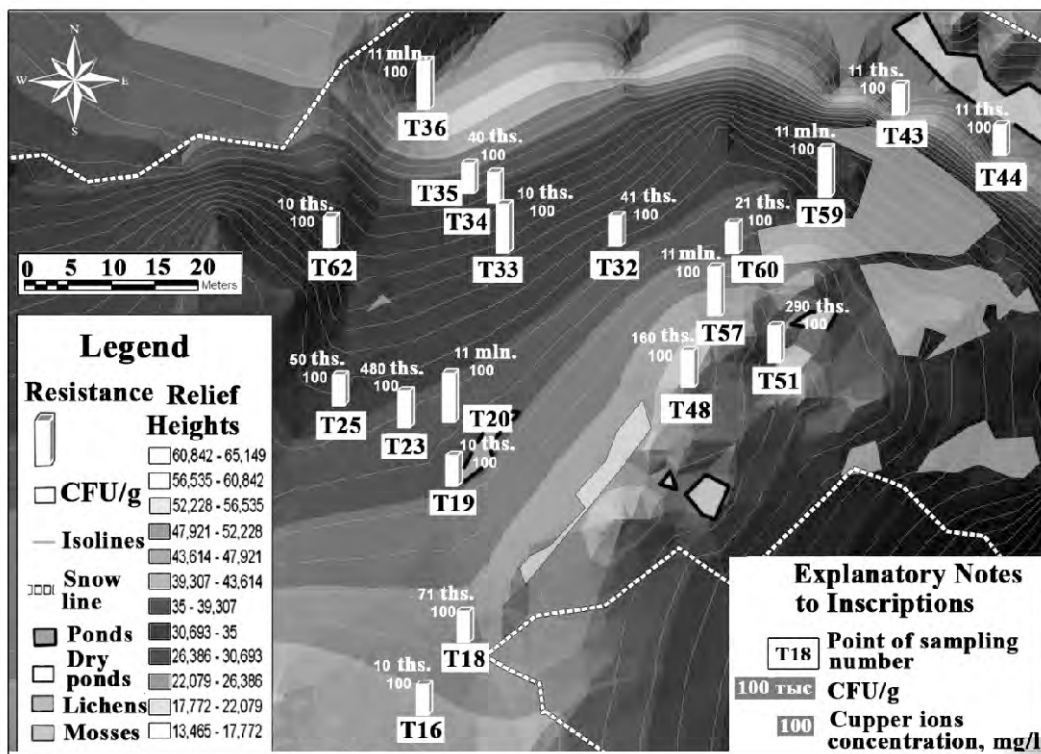 N
W E
S
11 mln.
100
T36
11 ths.
100
T43
11 ths.
100
T44
40 ths.
100
T35
T34
11 mln.
100
T59
10 ths.
100
T62
10 ths.
100
T33
41 ths.
100
T32
21 ths.
100
T60
0 5 10 15 20
Meters
11 mln.
100
T57
290 ths.
100
T51
160 ths.
100
T48
50 ths.
100
T25
480 ths.
100
T23
11 mln.
100
T20
10 ths.
100
T19
71 ths.
100
T18
10 ths.
100
T16
Legend
Resistance
CFU/g
Isolines
Snow
line
Ponds
Dry
ponds
Lichens
Mosses
Relief
Heights
60,842 - 65,149
56,535 - 60,842
52,228 - 56,535
47,921 - 52,228
43,614 - 47,921
39,307 - 43,614
35 - 39,307
30,693 - 35
26,386 - 30,693
22,079 - 26,386
17,772 - 22,079
13,465 - 17,772
Explanatory Notes
to Inscriptions
T18 Point of sampling
number
100 тыс CFU/g
100 Cupper ions
concentration, mg/l